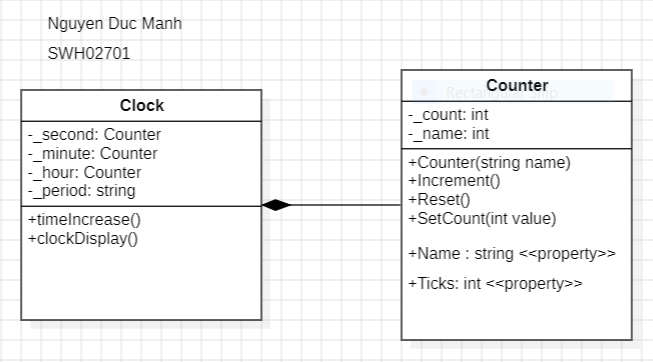 Nguyen Duc Manh
SWH02701
Clock
-_second: Counter
-_minute: Counter
-_hour: Counter
-_period: string
+timeIncrease()
+clockDisplay()
Counter
-_count: int
-_name: int
+Counter(string name)
+Increment()
+Reset()
+SetCount(int value)
+Name : string <<property>>
+Ticks: int <<property>>